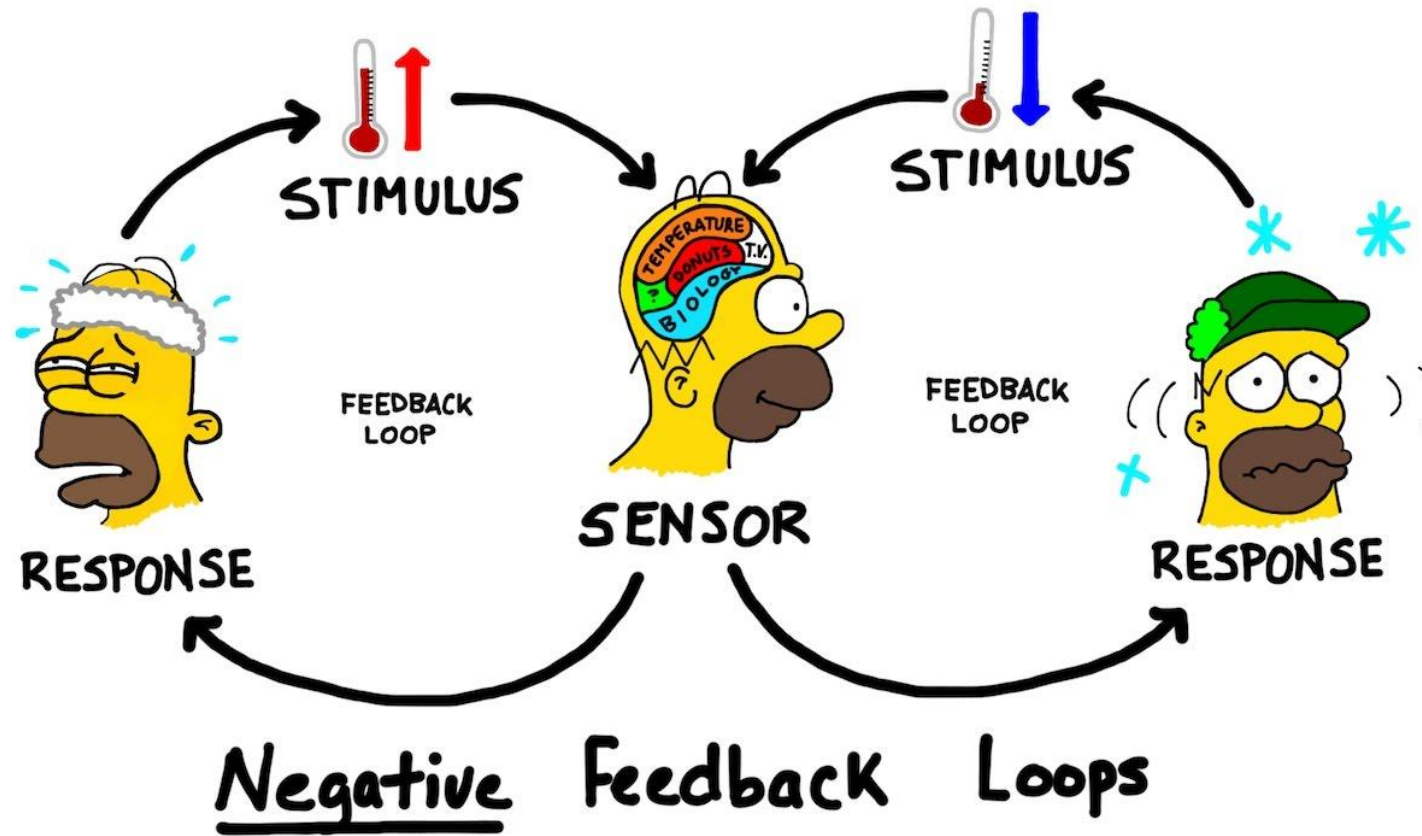 STIMULUS
STIMULUS
TEMPERATURE
DONUTS
T.V.
?
BIOLOGY
FEEDBACK
LOOP
FEEDBACK
LOOP
SENSOR
RESPONSE
RESPONSE
Negative Feedback Loops